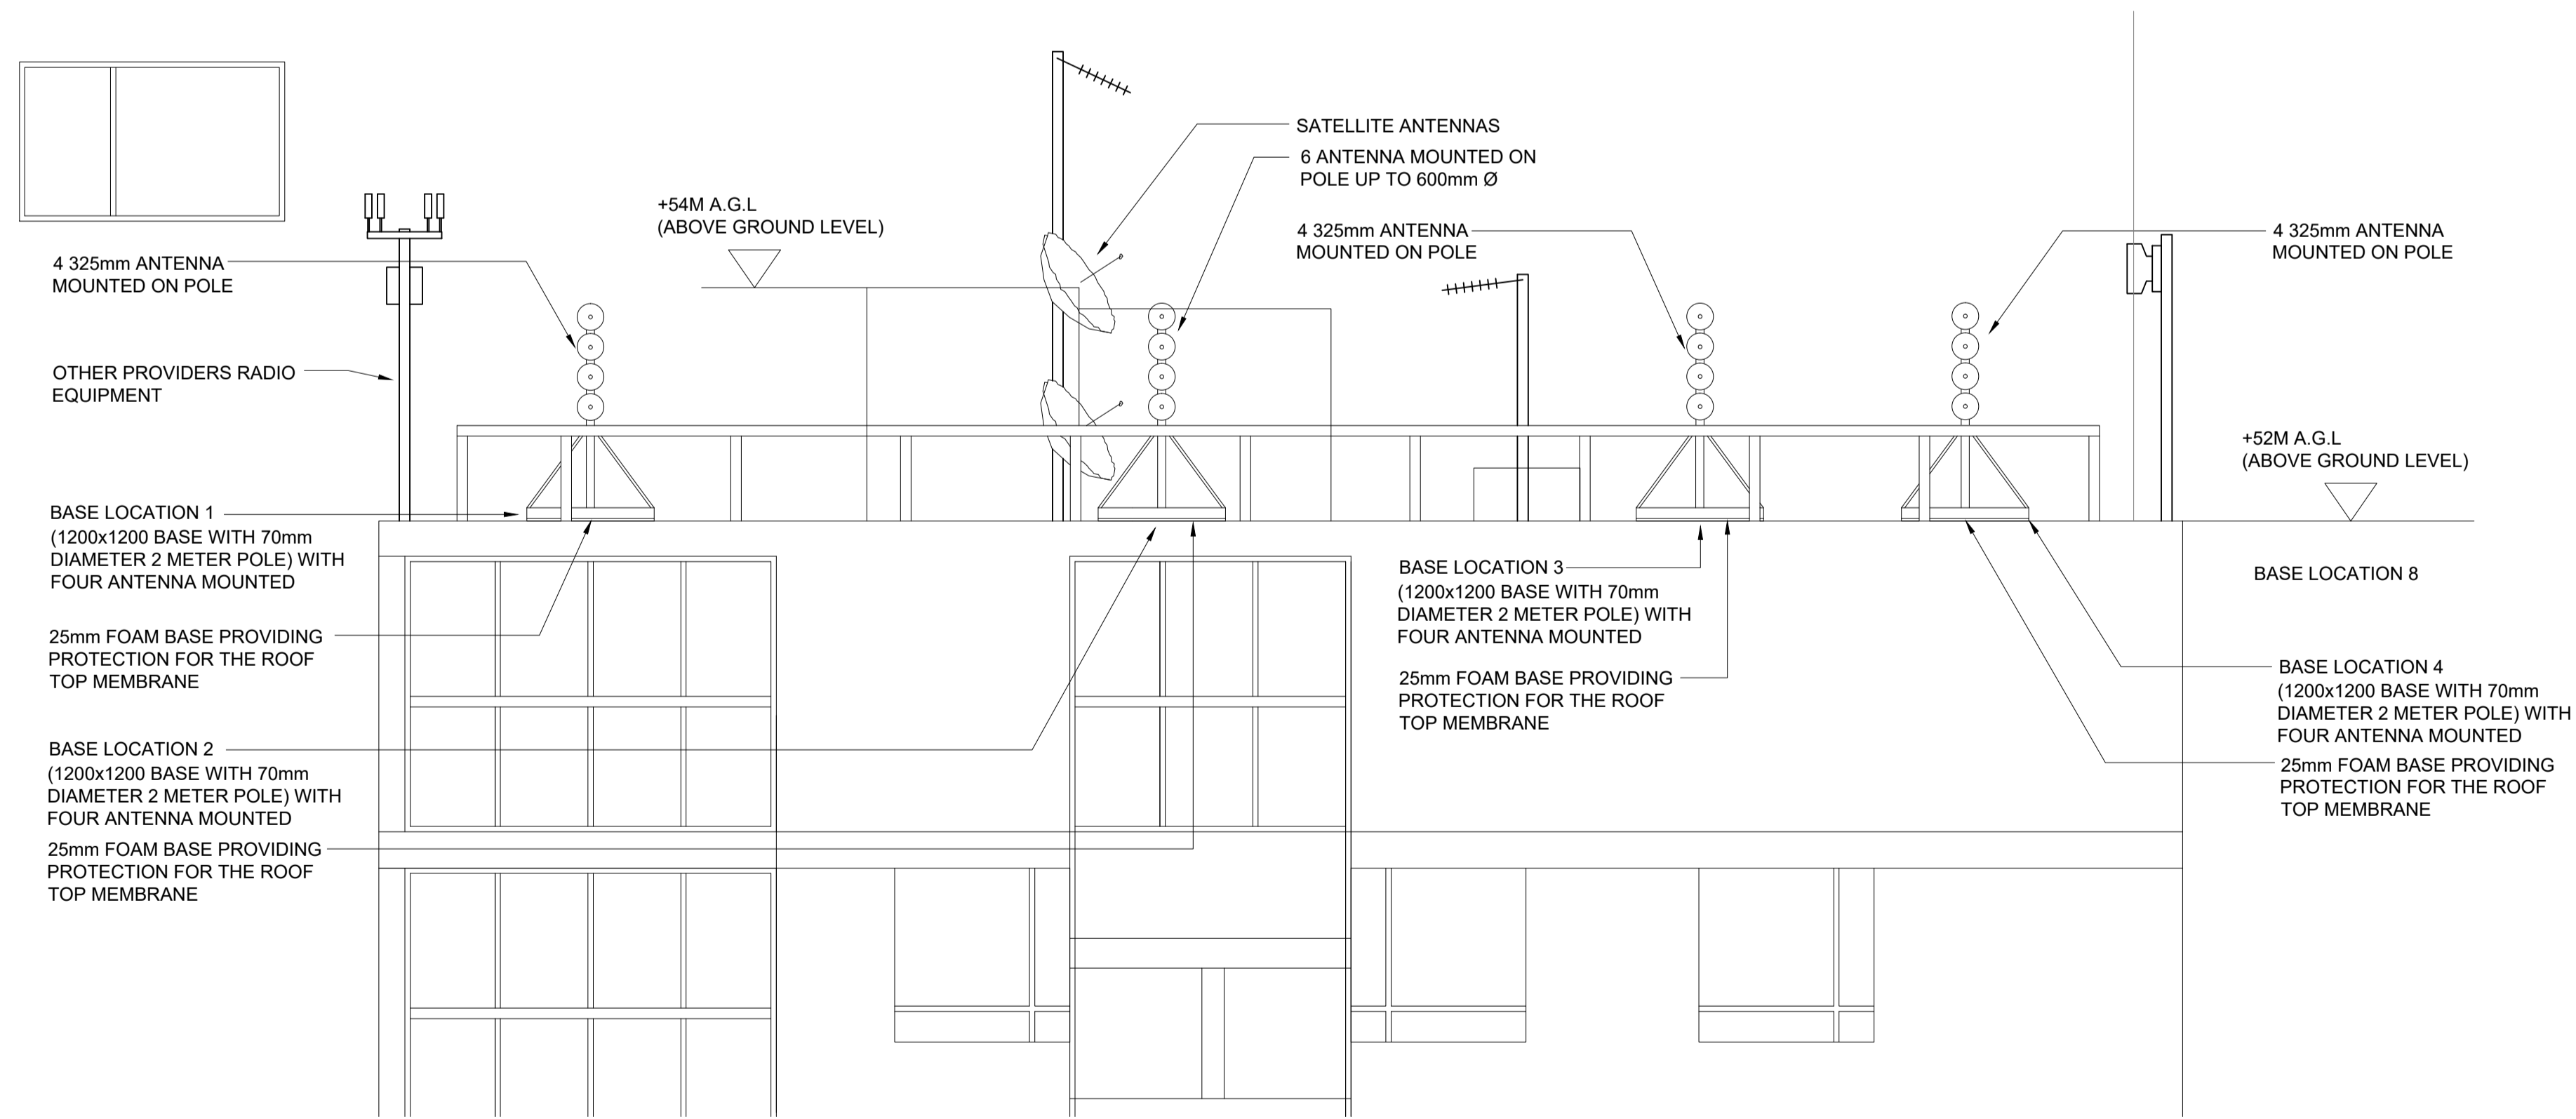 SATELLITE ANTENNAS
6 ANTENNA MOUNTED ON
POLE UP TO 600mm Ø
+54M A.G.L
(ABOVE GROUND LEVEL)
4 325mm ANTENNA
MOUNTED ON POLE
4 325mm ANTENNA
MOUNTED ON POLE
4 325mm ANTENNA
MOUNTED ON POLE
OTHER PROVIDERS RADIO
EQUIPMENT
+52M A.G.L
(ABOVE GROUND LEVEL)
BASE LOCATION 1
(1200x1200 BASE WITH 70mm
DIAMETER 2 METER POLE) WITH
FOUR ANTENNA MOUNTED
25mm FOAM BASE PROVIDING
PROTECTION FOR THE ROOF
TOP MEMBRANE
BASE LOCATION 2
(1200x1200 BASE WITH 70mm
DIAMETER 2 METER POLE) WITH
FOUR ANTENNA MOUNTED
25mm FOAM BASE PROVIDING
PROTECTION FOR THE ROOF
TOP MEMBRANE
BASE LOCATION 3
(1200x1200 BASE WITH 70mm
DIAMETER 2 METER POLE) WITH
FOUR ANTENNA MOUNTED
25mm FOAM BASE PROVIDING
PROTECTION FOR THE ROOF
TOP MEMBRANE
BASE LOCATION 8
BASE LOCATION 4
(1200x1200 BASE WITH 70mm
DIAMETER 2 METER POLE) WITH
FOUR ANTENNA MOUNTED
25mm FOAM BASE PROVIDING
PROTECTION FOR THE ROOF
TOP MEMBRANE